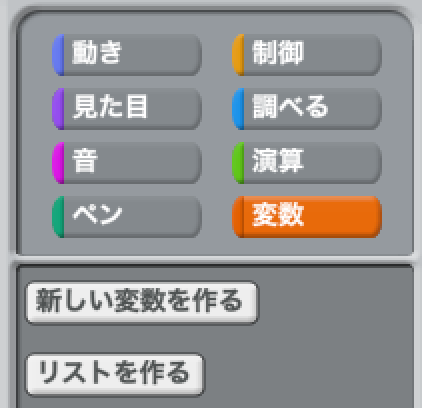 動き
制御
見た目
調べる
音
演算
ペン
変数
新しい変数を作る
リストを作る